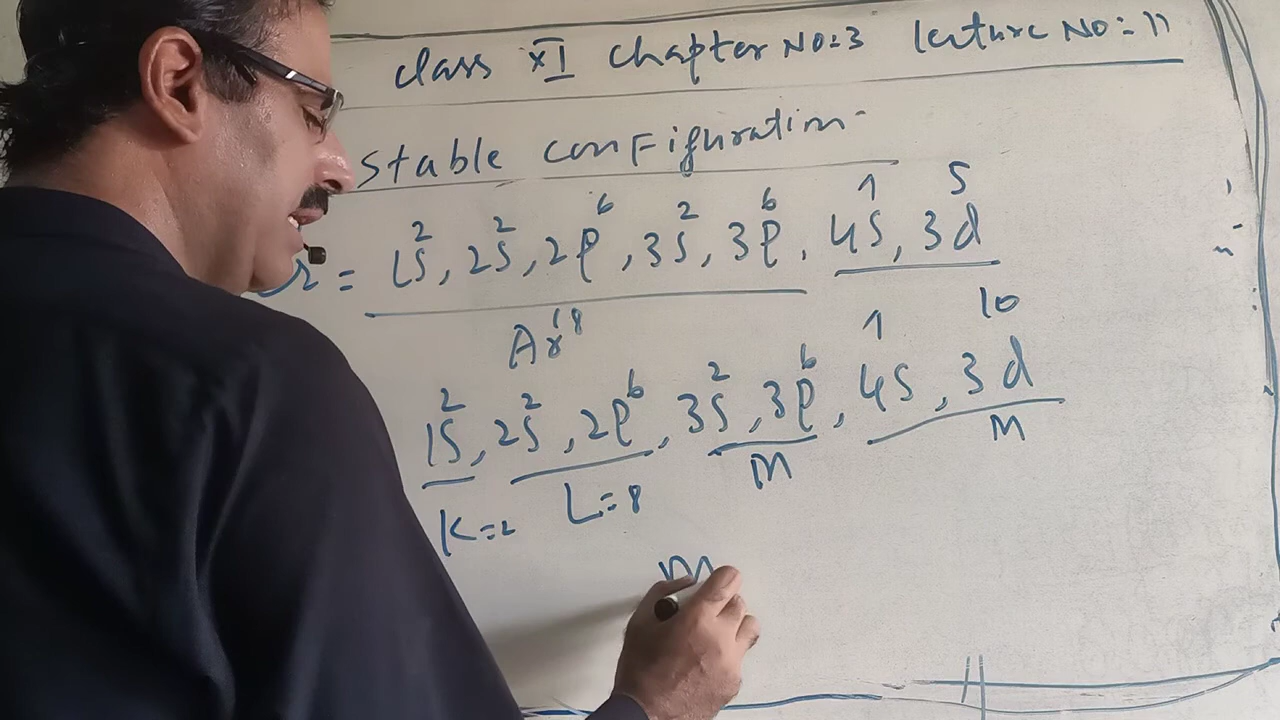 class XI Chapter NO:3 lecture NO:11
stable configuration
r = 1s², 2s², 2p⁶, 3s², 3p⁶, 4s¹, 3d⁵
Ar¹⁸
1s², 2s², 2p⁶, 3s², 3p⁶, 4s¹, 3d¹⁰
M M
K=2 L=8
m